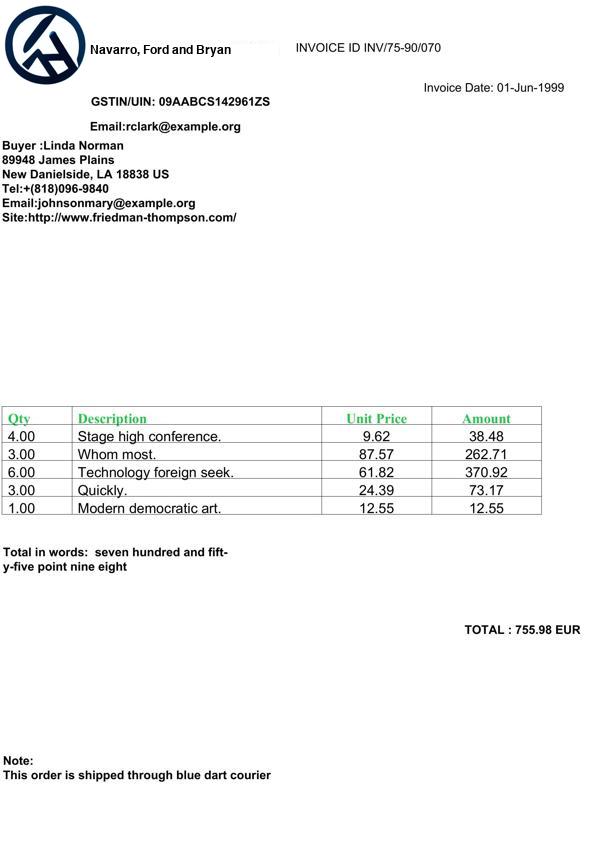 Navarro, Ford and Bryan
INVOICE ID INV/75-90/070
Invoice Date: 01-Jun-1999
GSTIN/UIN: 09AABCS142961ZS
Email:rclark@example.org
Buyer :Linda Norman
89948 James Plains
New Danielside, LA 18838 US
Tel:+(818)096-9840
Email:johnsonmary@example.org
Site:http://www.friedman-thompson.com/
Qty Description Unit Price Amount
4.00 Stage high conference. 9.62 38.48
3.00 Whom most. 87.57 262.71
6.00 Technology foreign seek. 61.82 370.92
3.00 Quickly. 24.39 73.17
1.00 Modern democratic art. 12.55 12.55
Total in words: seven hundred and fift-
y-five point nine eight
TOTAL : 755.98 EUR
Note:
This order is shipped through blue dart courier